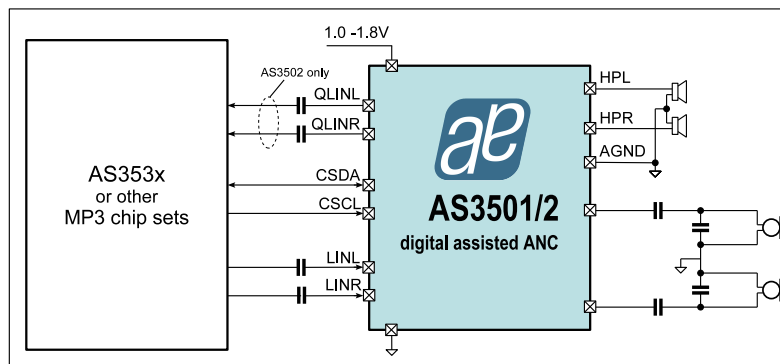 1.0 -1.8V
AS3502 only
QLINL
QLINR
CSDA
CSCL
LINL
LINR
AS353x
or other
MP3 chip sets
ae
AS3501/2
digital assisted ANC
HPL
HPR
AGND